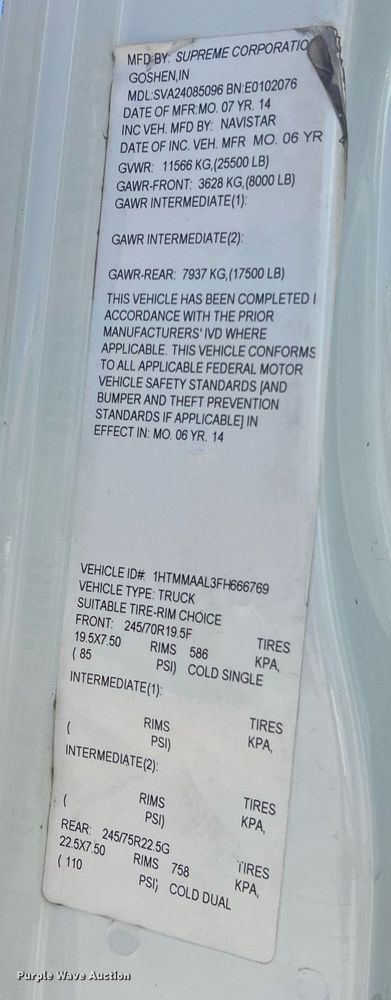 MFD BY: SUPREME CORPORATIO
GOSHEN,IN
MDL:SVA24085096 BN:E0102076
DATE OF MFR:MO. 07 YR. 14
INC VEH. MFD BY: NAVISTAR
DATE OF INC. VEH. MFR MO. 06 YR
GVWR: 11566 KG,(25500 LB)
GAWR-FRONT: 3628 KG,(8000 LB)
GAWR INTERMEDIATE(1):
GAWR INTERMEDIATE(2):
GAWR-REAR: 7937 KG,(17500 LB)
THIS VEHICLE HAS BEEN COMPLETED I
ACCORDANCE WITH THE PRIOR
MANUFACTURERS' IVD WHERE
APPLICABLE. THIS VEHICLE CONFORMS
TO ALL APPLICABLE FEDERAL MOTOR
VEHICLE SAFETY STANDARDS [AND
BUMPER AND THEFT PREVENTION
STANDARDS IF APPLICABLE] IN
EFFECT IN: MO. 06 YR. 14
VEHICLE ID#: 1HTMMAAL3FH666769
VEHICLE TYPE: TRUCK
SUITABLE TIRE-RIM CHOICE
FRONT: 245/70R19.5F TIRES
19.5X7.50 RIMS 586 KPA,
( 85 PSI) COLD SINGLE
INTERMEDIATE(1):
TIRES
RIMS KPA,
( PSI)
INTERMEDIATE(2):
TIRES
RIMS KPA,
( PSI)
REAR: 245/75R22.5G TIRES
22.5X7.50 RIMS 758 KPA,
( 110 PSI) COLD DUAL
Purple Wave Auction